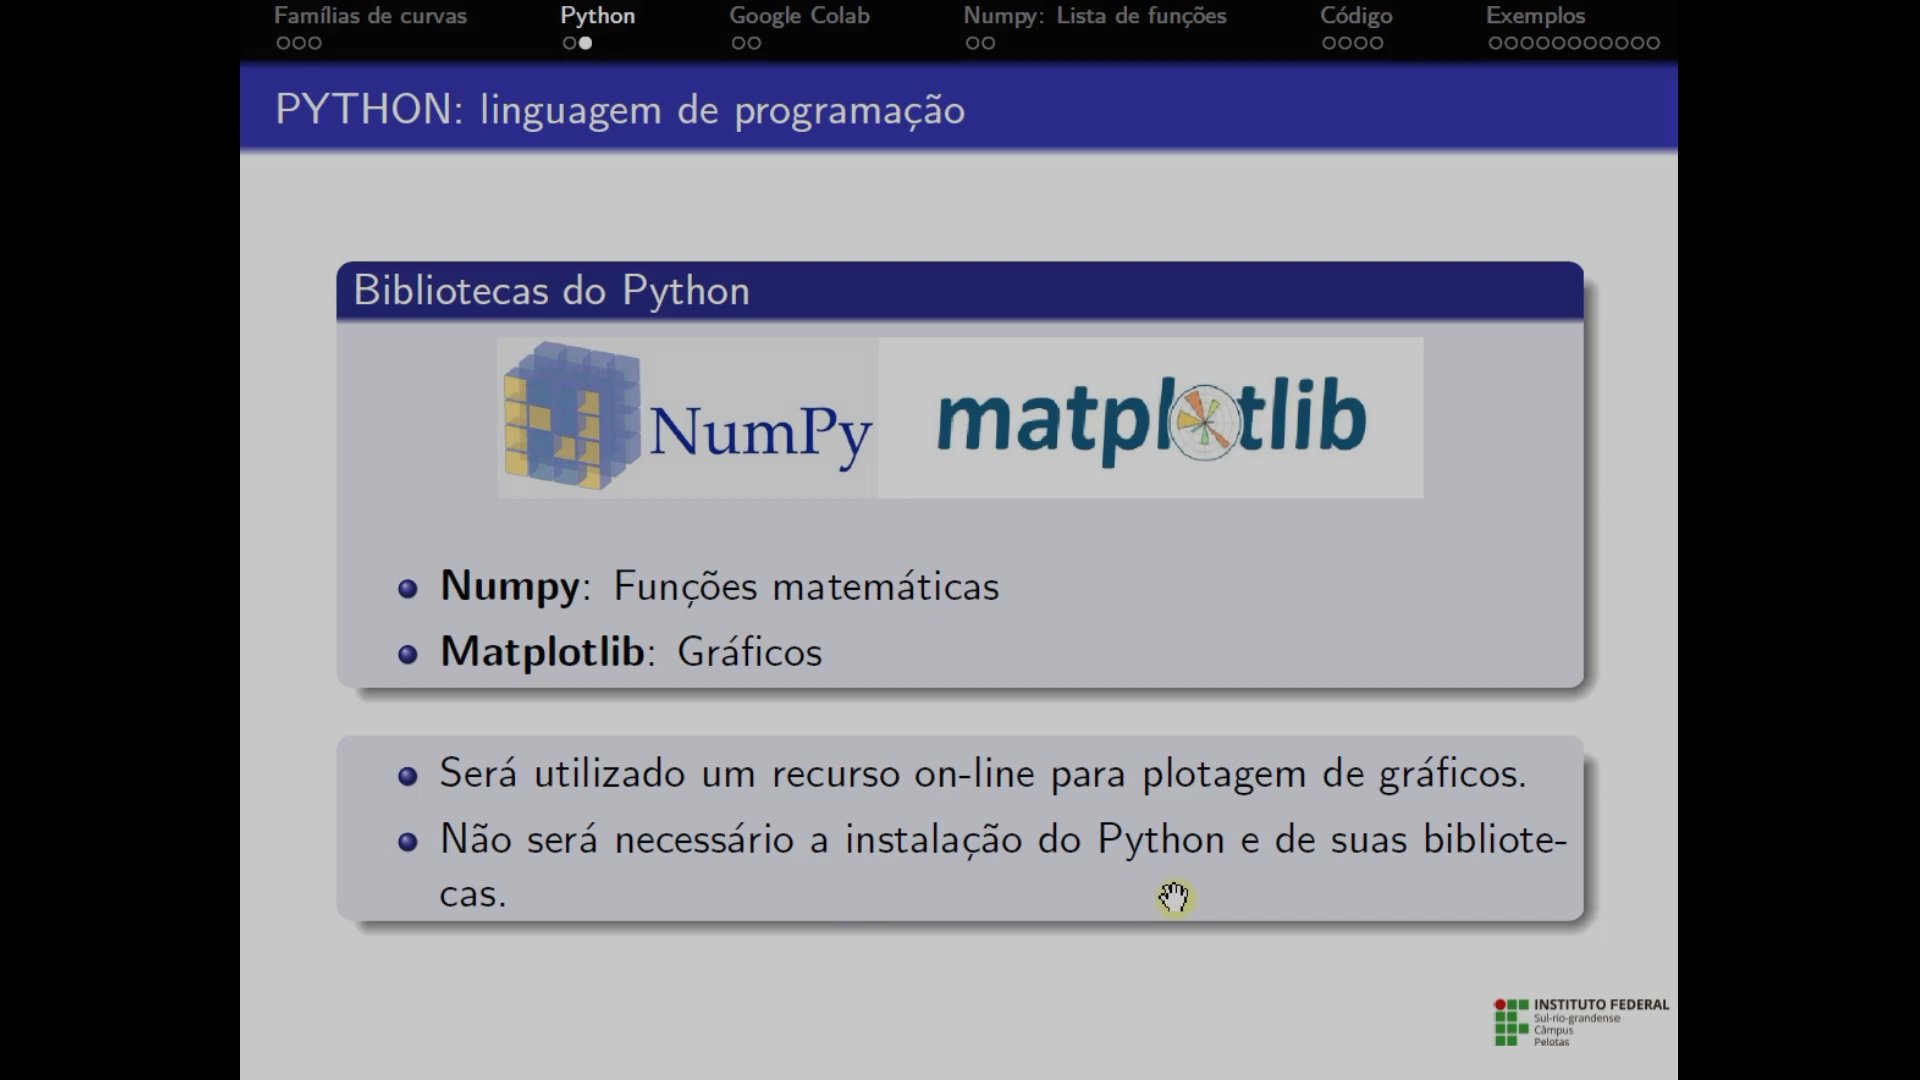 Famílias de curvas Python Google Colab Numpy: Lista de funções Código Exemplos
PYTHON: linguagem de programação
Bibliotecas do Python
NumPy matplotlib
Numpy: Funções matemáticas
Matplotlib: Gráficos
Será utilizado um recurso on-line para plotagem de gráficos.
Não será necessário a instalação do Python e de suas bibliote-
cas.
INSTITUTO FEDERAL
Sul-rio-grandense
Câmpus
Pelotas